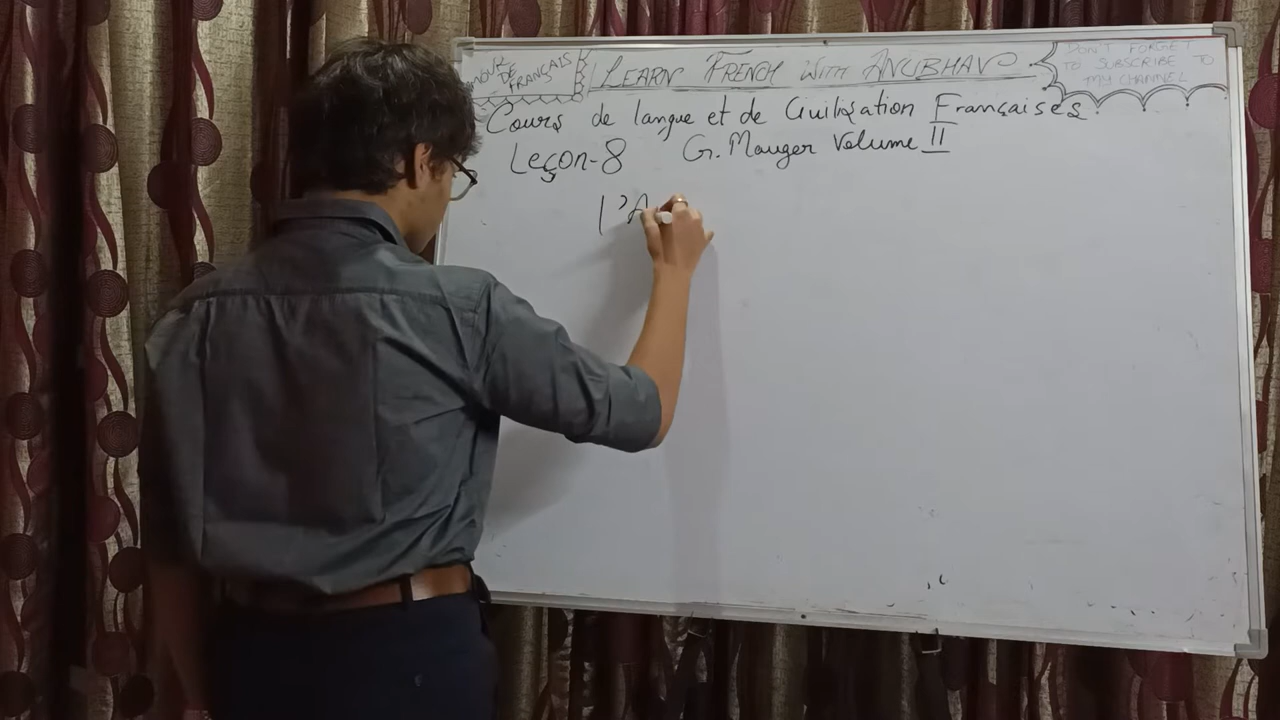 AMOUR DE FRANÇAIS
LEARN FRENCH WITH ANUBHAV
DON'T FORGET
TO SUBSCRIBE TO
MY CHANNEL
Cours de langue et de Civilisation Françaises
Leçon-8 G. Mauger Volume II
l'A